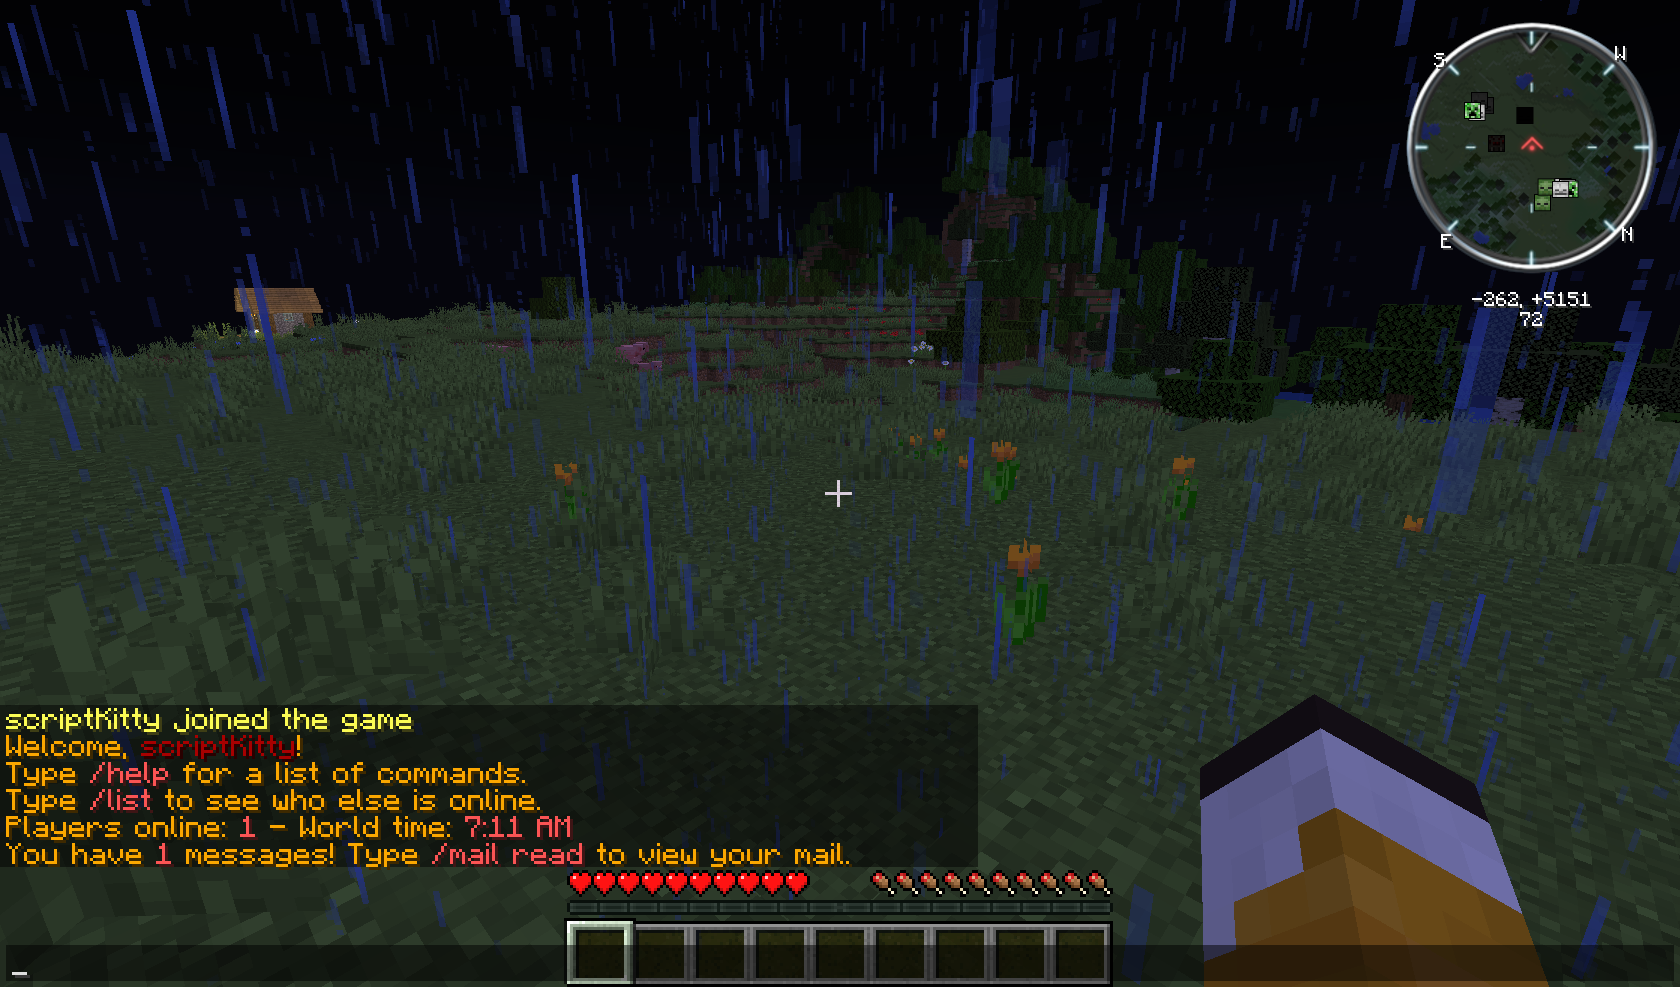 S
W
E
N
-262, +5151
72
scriptKitty joined the game
Welcome, scriptKitty!
Type /help for a list of commands.
Type /list to see who else is online.
Players online: 1 - World time: 7:11 AM
You have 1 messages! Type /mail read to view your mail.
_